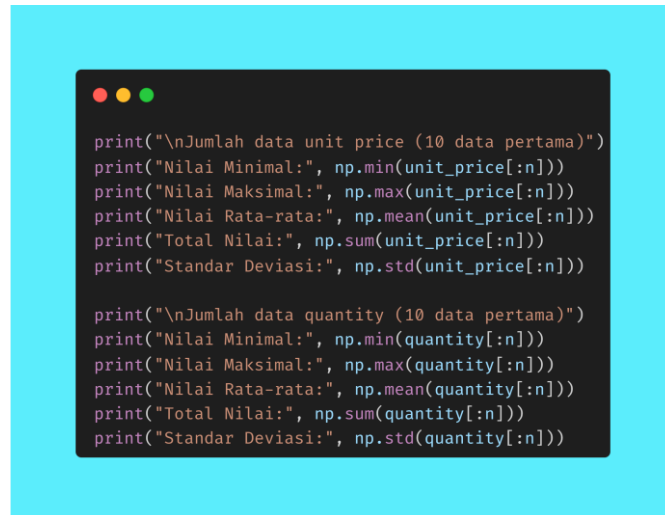 print("\nJumlah data unit price (10 data pertama)")
print("Nilai Minimal:", np.min(unit_price[:n]))
print("Nilai Maksimal:", np.max(unit_price[:n]))
print("Nilai Rata-rata:", np.mean(unit_price[:n]))
print("Total Nilai:", np.sum(unit_price[:n]))
print("Standar Deviasi:", np.std(unit_price[:n]))
print("\nJumlah data quantity (10 data pertama)")
print("Nilai Minimal:", np.min(quantity[:n]))
print("Nilai Maksimal:", np.max(quantity[:n]))
print("Nilai Rata-rata:", np.mean(quantity[:n]))
print("Total Nilai:", np.sum(quantity[:n]))
print("Standar Deviasi:", np.std(quantity[:n]))